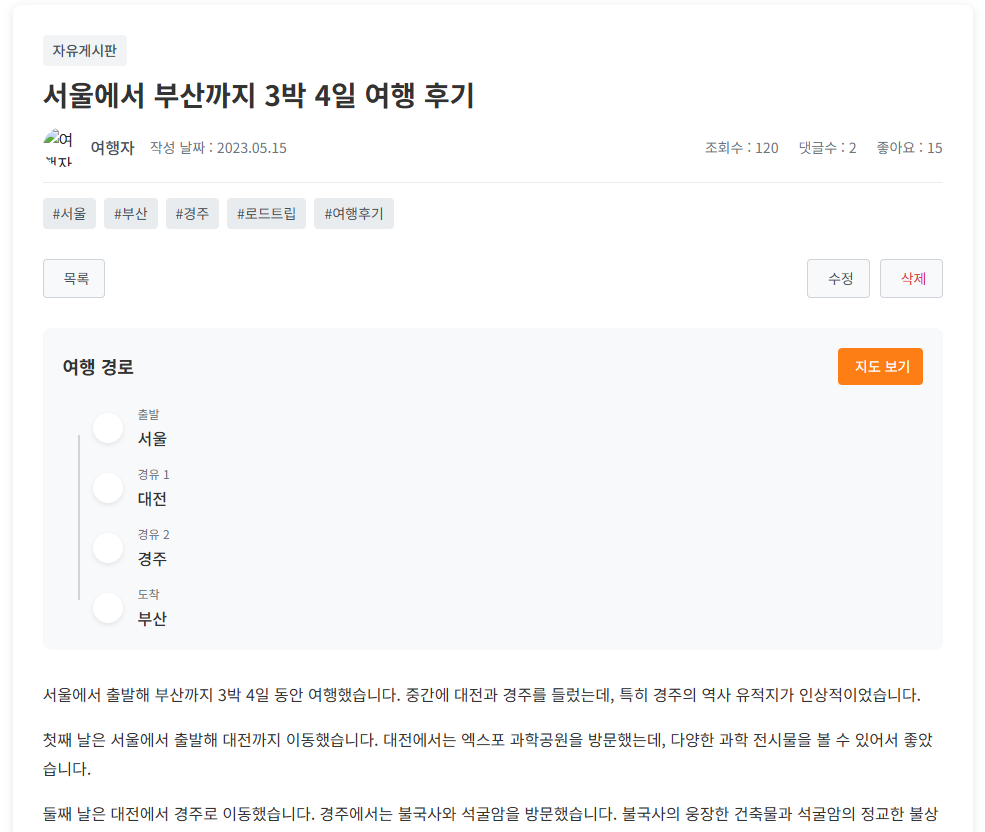 자유게시판
서울에서 부산까지 3박 4일 여행 후기
여행자
여행자 작성 날짜 : 2023.05.15 조회수 : 120 댓글수 : 2 좋아요 : 15
#서울 #부산 #경주 #로드트립 #여행후기
목록 수정 삭제
여행 경로 지도 보기
출발
서울
경유 1
대전
경유 2
경주
도착
부산
서울에서 출발해 부산까지 3박 4일 동안 여행했습니다. 중간에 대전과 경주를 들렀는데, 특히 경주의 역사 유적지가 인상적이었습니다.
첫째 날은 서울에서 출발해 대전까지 이동했습니다. 대전에서는 엑스포 과학공원을 방문했는데, 다양한 과학 전시물을 볼 수 있어서 좋았
습니다.
둘째 날은 대전에서 경주로 이동했습니다. 경주에서는 불국사와 석굴암을 방문했습니다. 불국사의 웅장한 건축물과 석굴암의 정교한 불상